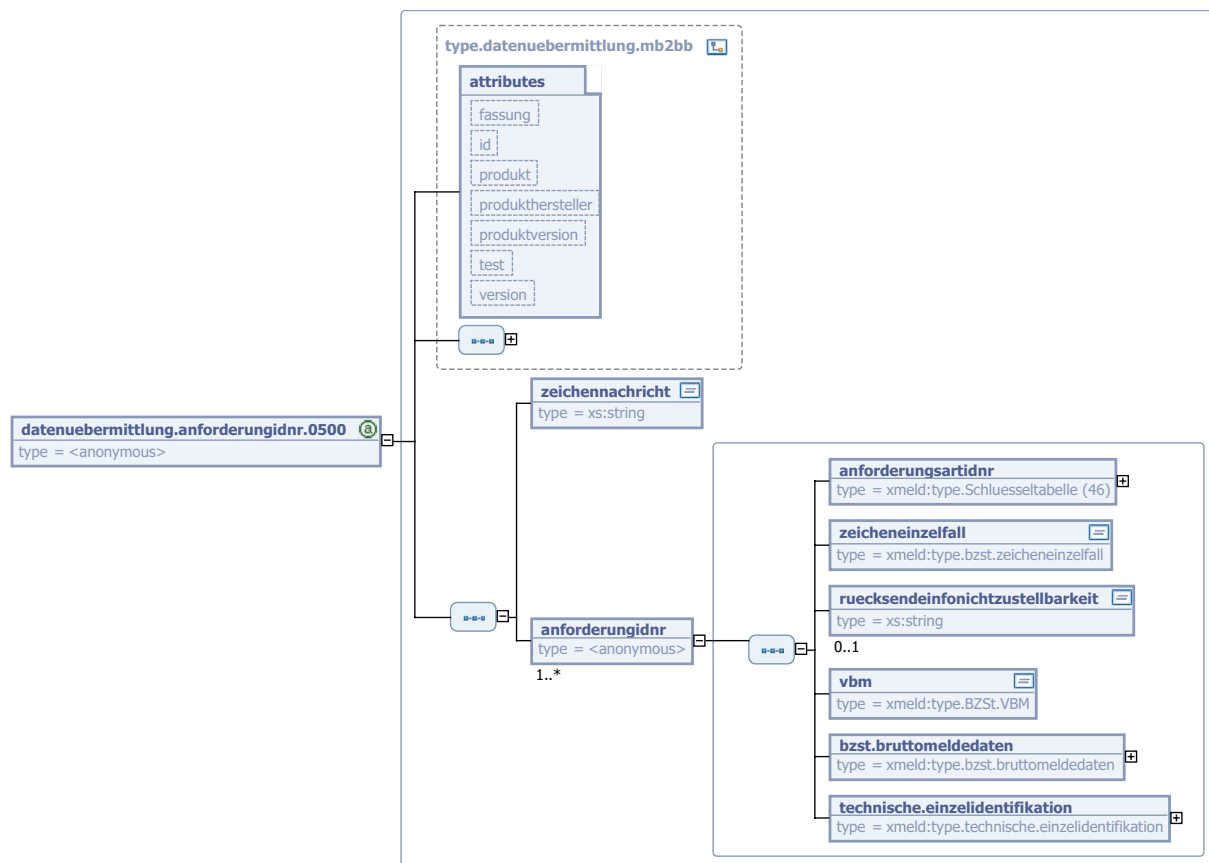 type.datenuebermittlung.mb2bb
attributes
fassung
id
produkt
produkthersteller
produktversion
test
version
zeichennachricht
type = xs:string
datenuebermittlung.anforderungidnr.0500
type = <anonymous>
anforderungidnr
type = <anonymous>
1..*
anforderungsartidnr
type = xmeld:type.Schluesseltabelle (46)
zeicheneinzelfall
type = xmeld:type.bzst.zeicheneinzelfall
ruecksendeinfonichtzustellbarkeit
type = xs:string
0..1
vbm
type = xmeld:type.BZSt.VBM
bzst.bruttomeldedaten
type = xmeld:type.bzst.bruttomeldedaten
technische.einzelidentifikation
type = xmeld:type.technische.einzelidentifikation